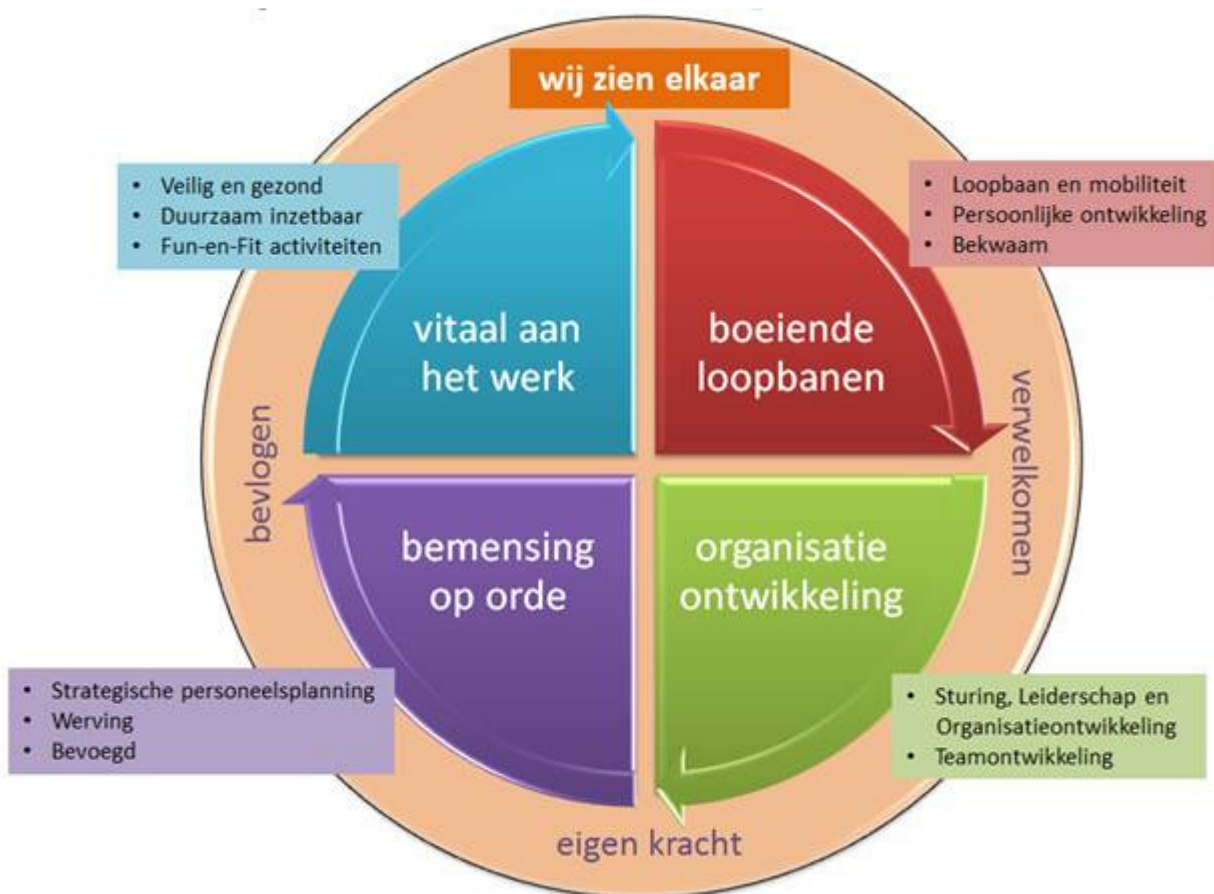 wij zien elkaar
• Veilig en gezond
• Duurzaam inzetbaar
• Fun-en-Fit activiteiten
• Loopbaan en mobiliteit
• Persoonlijke ontwikkeling
• Bekwaam
vitaal aan
het werk
boeiende
loopbanen
bevlogen
verwelkomen
bemensing
op orde
organisatie
ontwikkeling
• Strategische personeelsplanning
• Werving
• Bevoegd
• Sturing, Leiderschap en
Organisatieontwikkeling
• Teamontwikkeling
eigen kracht